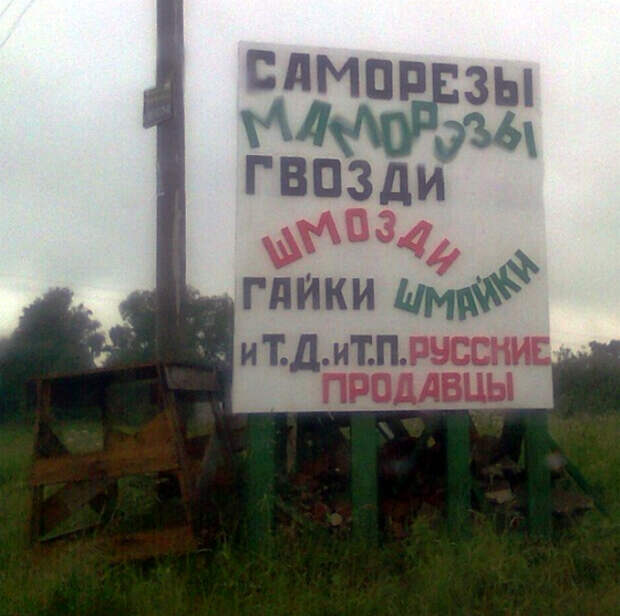 САМОРЕЗЫ
МАМОРЭЗЫ
ГВОЗДИ
ШМОЗДИ
ГАЙКИ ШМАЙКИ
и Т.Д. и Т.П. РУССКИЕ
ПРОДАВЦЫ